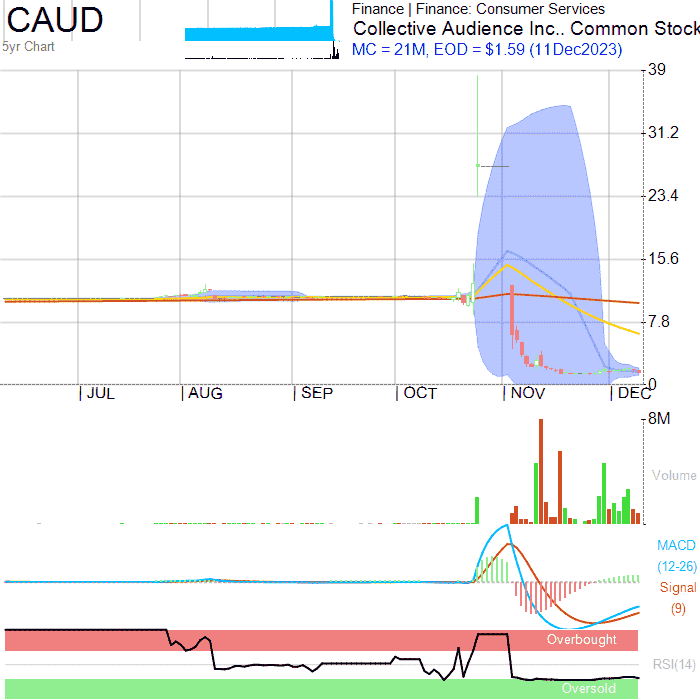 CAUD
5yr Chart
Finance | Finance: Consumer Services
Collective Audience Inc.. Common Stock
MC = 21M, EOD = $1.59 (11Dec2023)
39
31.2
23.4
15.6
7.8
0
JUL AUG SEP OCT NOV DEC
8M
Volume
MACD
(12-26)
Signal
(9)
Overbought
RSI(14)
Oversold